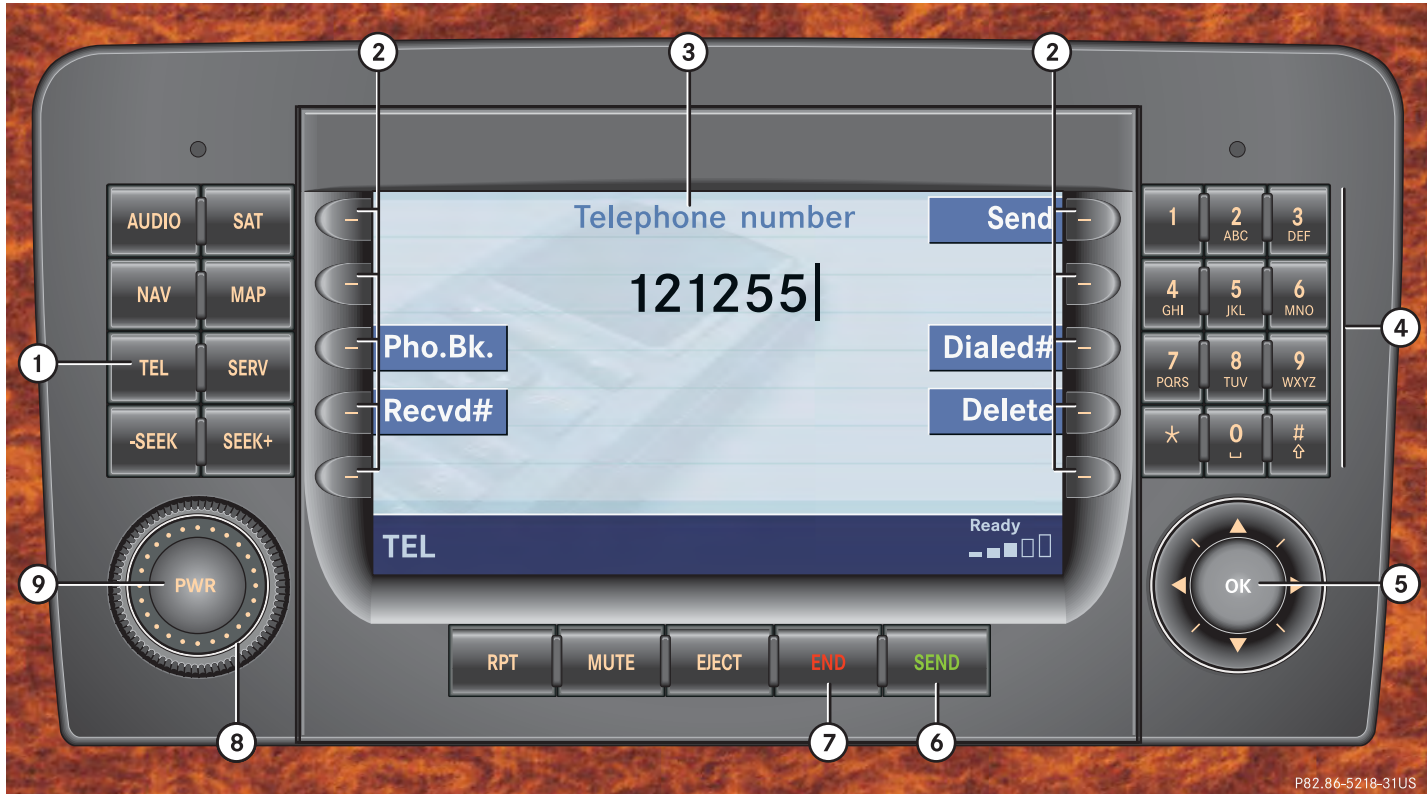 2 3 2
AUDIO SAT
NAV MAP
1 TEL SERV
-SEEK SEEK+
Telephone number
Send
121255
Pho.Bk. Dialed#
Recvd# Delete
TEL Ready
1 2 ABC 3 DEF
4 GHI 5 JKL 6 MNO
7 PQRS 8 TUV 9 WXYZ
* 0 #
4
9 PWR
OK 5
RPT MUTE EJECT END SEND
8 7 6
P82.86-5218-31US